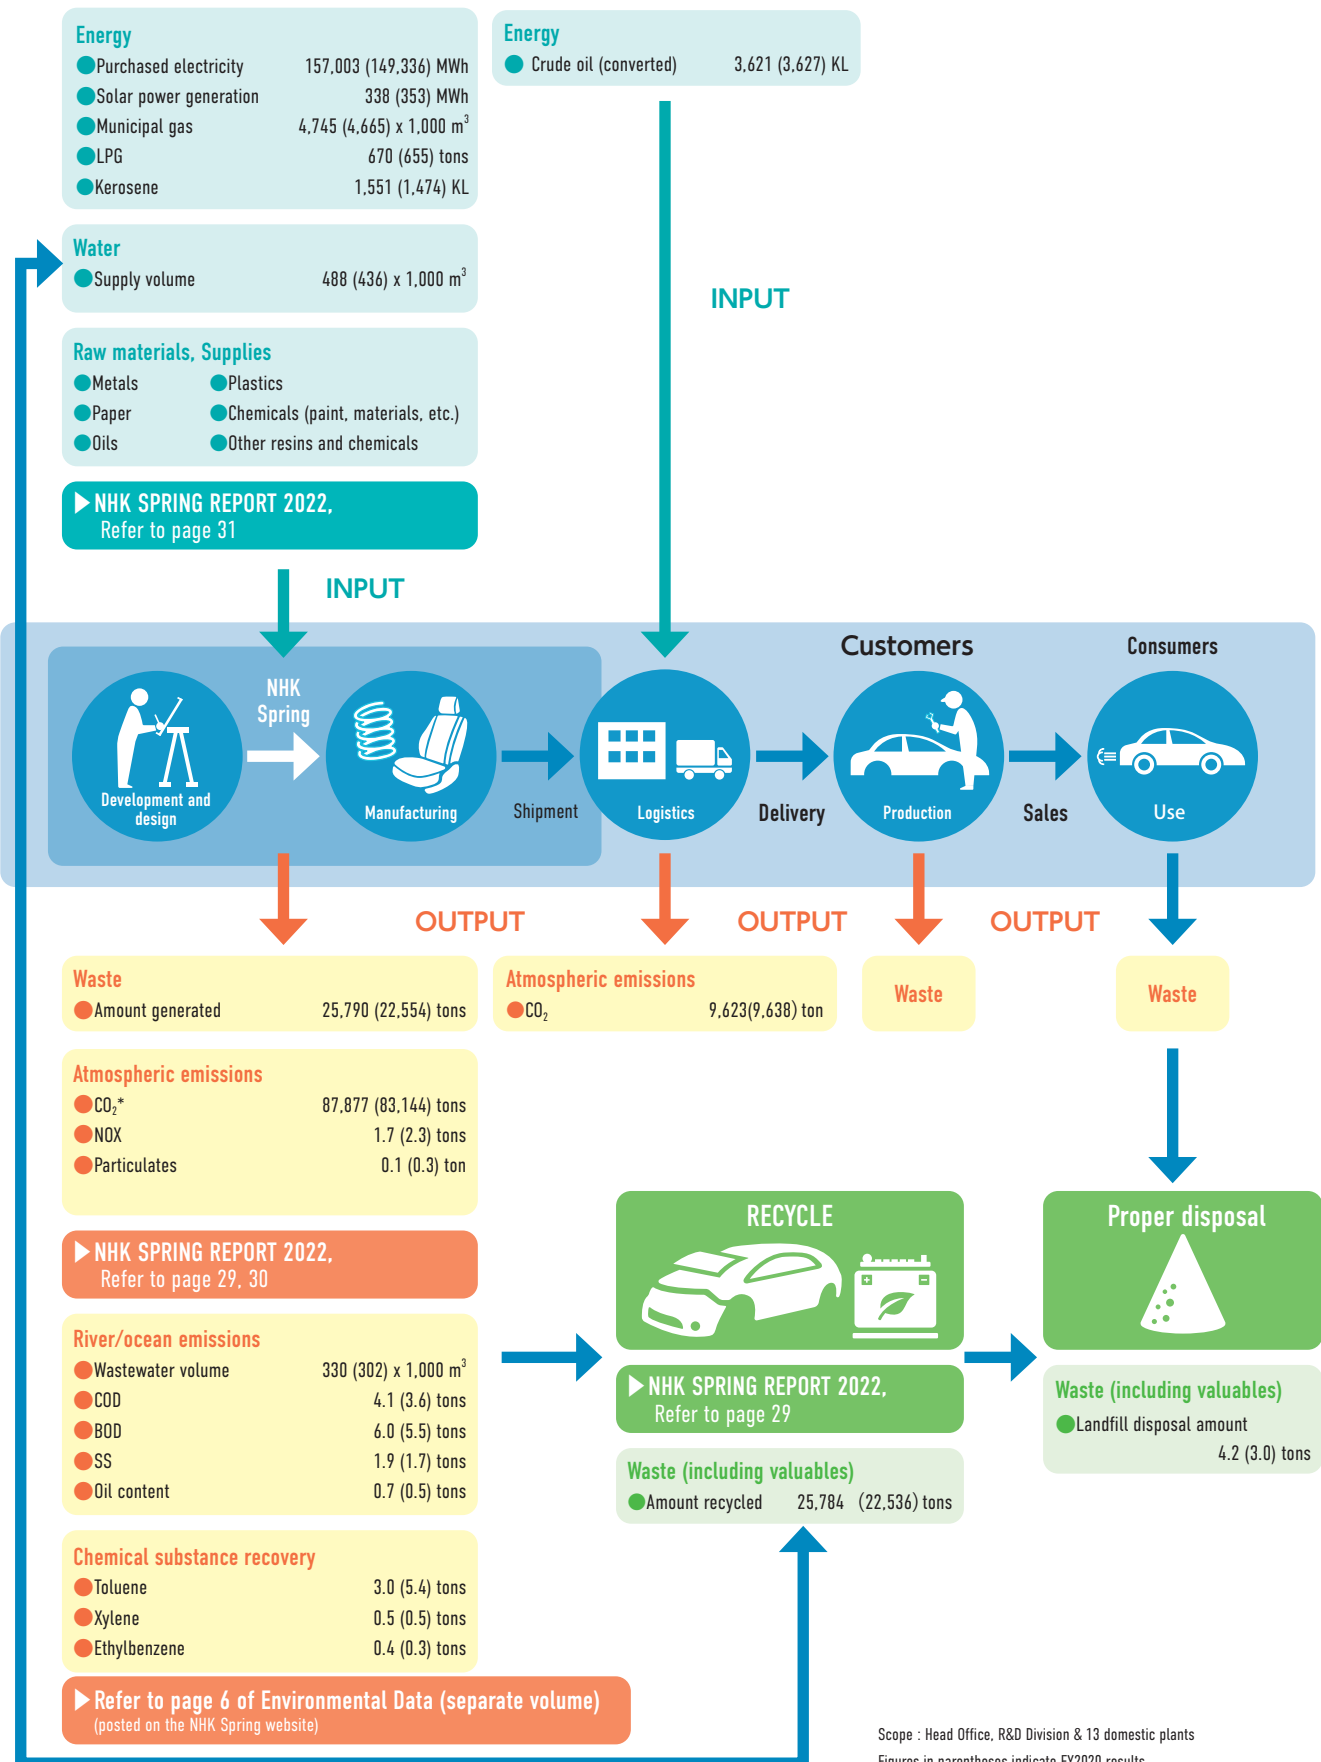 Energy
Purchased electricity 157,003 (149,336) MWh
Solar power generation 338 (353) MWh
Municipal gas 4,745 (4,665) x 1,000 m³
LPG 670 (655) tons
Kerosene 1,551 (1,474) KL
Energy
Crude oil (converted) 3,621 (3,627) KL
Water
Supply volume 488 (436) x 1,000 m³
INPUT
Raw materials, Supplies
Metals Plastics
Paper Chemicals (paint, materials, etc.)
Oils Other resins and chemicals
NHK SPRING REPORT 2022,
Refer to page 31
INPUT
Customers
Consumers
NHK
Spring
Development and
design
Manufacturing
Shipment
Logistics
Delivery
Production
Sales
Use
OUTPUT
OUTPUT
OUTPUT
Waste
Amount generated 25,790 (22,554) tons
Atmospheric emissions
CO₂ 9,623(9,638) ton
Waste
Waste
Atmospheric emissions
CO₂* 87,877 (83,144) tons
NOX 1.7 (2.3) tons
Particulates 0.1 (0.3) ton
NHK SPRING REPORT 2022,
Refer to page 29, 30
River/ocean emissions
Wastewater volume 330 (302) x 1,000 m³
COD 4.1 (3.6) tons
BOD 6.0 (5.5) tons
SS 1.9 (1.7) tons
Oil content 0.7 (0.5) tons
RECYCLE
NHK SPRING REPORT 2022,
Refer to page 29
Waste (including valuables)
Amount recycled 25,784 (22,536) tons
Proper disposal
Waste (including valuables)
Landfill disposal amount
4.2 (3.0) tons
Chemical substance recovery
Toluene 3.0 (5.4) tons
Xylene 0.5 (0.5) tons
Ethylbenzene 0.4 (0.3) tons
Refer to page 6 of Environmental Data (separate volume)
(posted on the NHK Spring website)
Scope : Head Office, R&D Division & 13 domestic plants
Figures in parentheses indicate FY2020 results